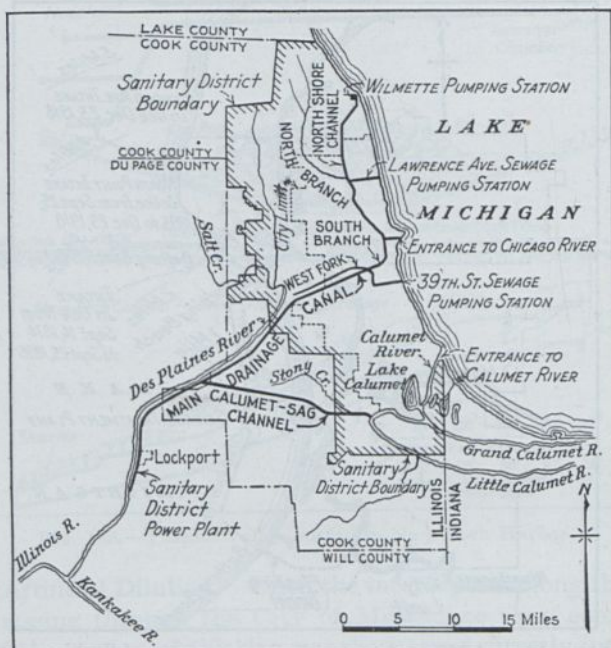 LAKE COUNTY
COOK COUNTY
Sanitary District
Boundary
WILMETTE PUMPING STATION
NORTH SHORE
CHANNEL
LAKE
NORTH BRANCH
COOK COUNTY
DU PAGE COUNTY
LAWRENCE AVE. SEWAGE
PUMPING STATION
MICHIGAN
City Limits
Salt Cr.
SOUTH
BRANCH
ENTRANCE TO CHICAGO RIVER
WEST FORK
39TH. ST. SEWAGE
PUMPING STATION
Des Plaines River
MAIN DRAINAGE CANAL
Calumet
River
Lake
Calumet
ENTRANCE TO
CALUMET RIVER
Stony Cr.
CALUMET-SAG
CHANNEL
Grand Calumet R.
Little Calumet R.
Lockport
Sanitary
District
Power Plant
Sanitary
District Boundary
ILLINOIS
INDIANA
Illinois R.
COOK COUNTY
WILL COUNTY
Kankakee R.
N
0 5 10 15 Miles